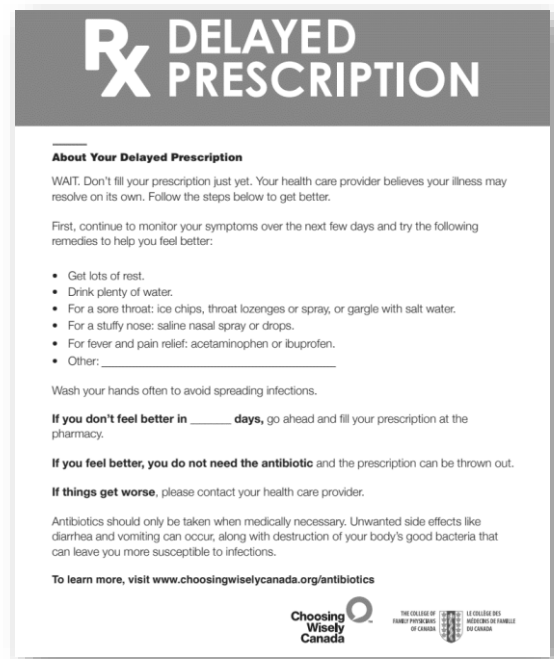 Rx DELAYED
PRESCRIPTION
About Your Delayed Prescription
WAIT. Don't fill your prescription just yet. Your health care provider believes your illness may
resolve on its own. Follow the steps below to get better.
First, continue to monitor your symptoms over the next few days and try the following
remedies to help you feel better:
• Get lots of rest.
• Drink plenty of water.
• For a sore throat: ice chips, throat lozenges or spray, or gargle with salt water.
• For a stuffy nose: saline nasal spray or drops.
• For fever and pain relief: acetaminophen or ibuprofen.
• Other: ______________________________________
Wash your hands often to avoid spreading infections.
If you don't feel better in ______ days, go ahead and fill your prescription at the
pharmacy.
If you feel better, you do not need the antibiotic and the prescription can be thrown out.
If things get worse, please contact your health care provider.
Antibiotics should only be taken when medically necessary. Unwanted side effects like
diarrhea and vomiting can occur, along with destruction of your body's good bacteria that
can leave you more susceptible to infections.
To learn more, visit www.choosingwiselycanada.org/antibiotics
Choosing
Wisely
Canada
THE COLLEGE OF
FAMILY PHYSICIANS
OF CANADA
LE COLLÈGE DES
MÉDECINS DE FAMILLE
DU CANADA